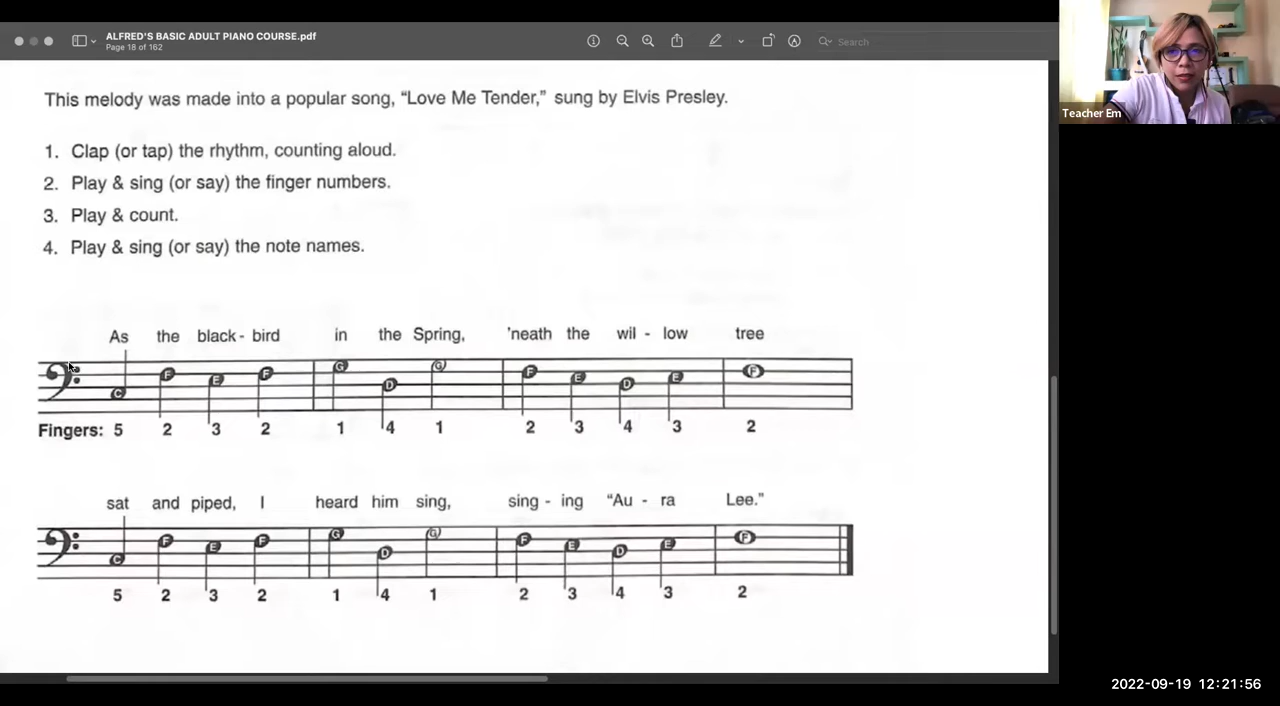 ALFRED'S BASIC ADULT PIANO COURSE.pdf
Page 18 of 162
Search
Teacher Em
This melody was made into a popular song, “Love Me Tender,” sung by Elvis Presley.
1. Clap (or tap) the rhythm, counting aloud.
2. Play & sing (or say) the finger numbers.
3. Play & count.
4. Play & sing (or say) the note names.
As the black - bird in the Spring, ’neath the wil - low tree
C F E F G D G F E D E F
Fingers: 5 2 3 2 1 4 1 2 3 4 3 2
sat and piped, I heard him sing, sing - ing “Au - ra Lee.”
C F E F G D G F E D E F
5 2 3 2 1 4 1 2 3 4 3 2
2022-09-19 12:21:56